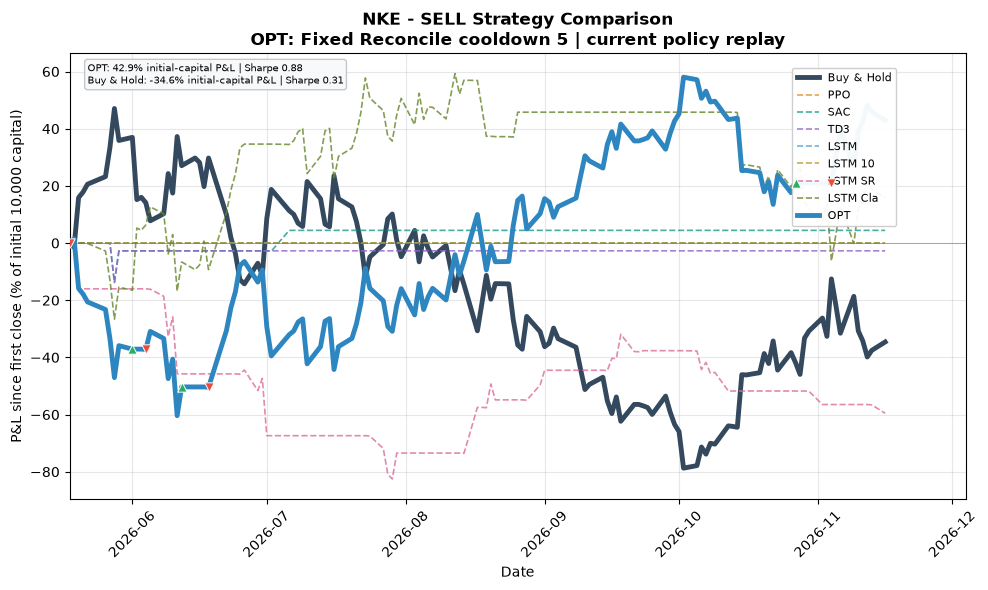 NKE - SELL Strategy Comparison
OPT: Fixed Reconcile cooldown 5 | current policy replay
OPT: 42.9% initial-capital P&L | Sharpe 0.88
Buy & Hold: -34.6% initial-capital P&L | Sharpe 0.31
Buy & Hold
PPO
SAC
TD3
LSTM
LSTM 10
LSTM SR
LSTM Cla
OPT
P&L since first close (% of initial 10,000 capital)
60
40
20
0
−20
−40
−60
−80
2026-06
2026-07
2026-08
2026-09
2026-10
2026-11
2026-12
Date